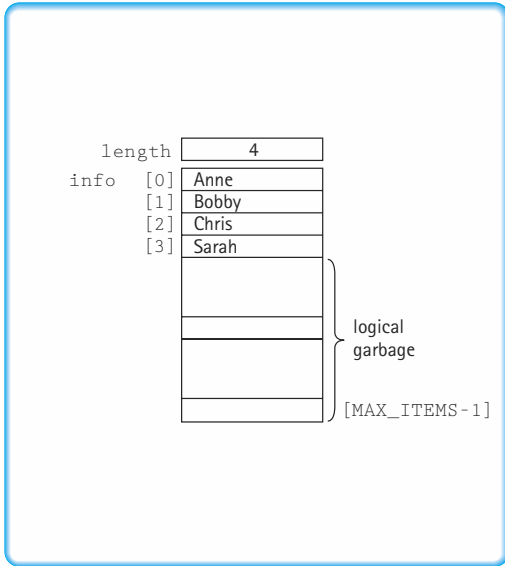 length 4
info [0] Anne
[1] Bobby
[2] Chris
[3] Sarah
logical
garbage
[MAX_ITEMS-1]